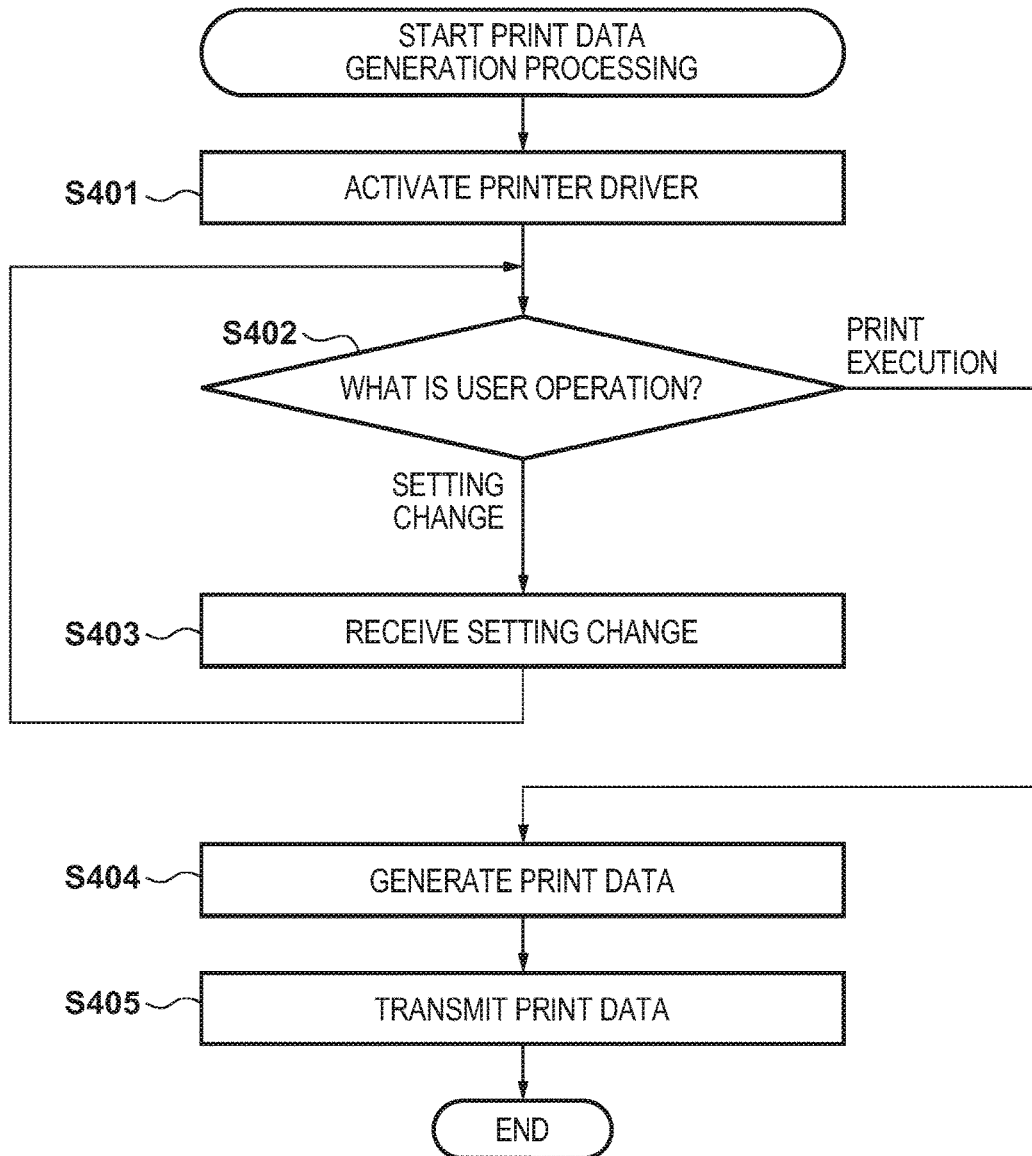 START PRINT DATA
GENERATION PROCESSING
S401
ACTIVATE PRINTER DRIVER
S402
WHAT IS USER OPERATION?
PRINT
EXECUTION
SETTING
CHANGE
S403
RECEIVE SETTING CHANGE
S404
GENERATE PRINT DATA
S405
TRANSMIT PRINT DATA
END